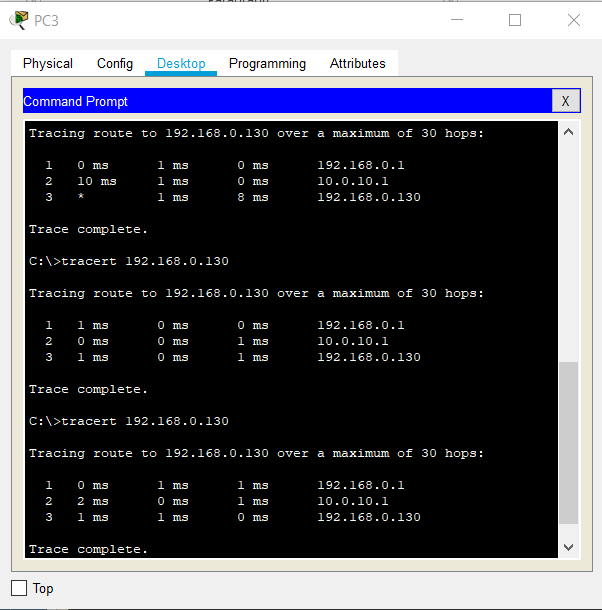 PC3
Physical Config Desktop Programming Attributes
Command Prompt X
Tracing route to 192.168.0.130 over a maximum of 30 hops:
1 0 ms 1 ms 0 ms 192.168.0.1
2 10 ms 1 ms 0 ms 10.0.10.1
3 * 1 ms 8 ms 192.168.0.130
Trace complete.
C:\>tracert 192.168.0.130
Tracing route to 192.168.0.130 over a maximum of 30 hops:
1 1 ms 0 ms 0 ms 192.168.0.1
2 0 ms 0 ms 1 ms 10.0.10.1
3 1 ms 0 ms 1 ms 192.168.0.130
Trace complete.
C:\>tracert 192.168.0.130
Tracing route to 192.168.0.130 over a maximum of 30 hops:
1 0 ms 1 ms 1 ms 192.168.0.1
2 2 ms 0 ms 1 ms 10.0.10.1
3 1 ms 1 ms 0 ms 192.168.0.130
Trace complete.
Top